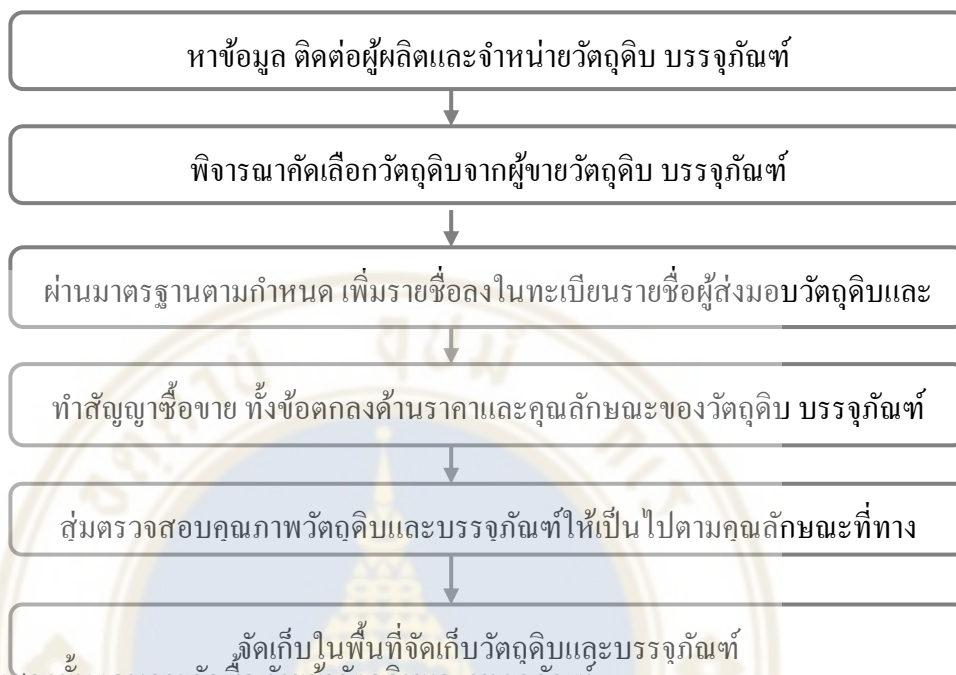 หาข้อมูล ติดต่อผู้ผลิตและจำหน่ายวัตถุดิบ บรรจุภัณฑ์
พิจารณาคัดเลือกวัตถุดิบจากผู้ขายวัตถุดิบ บรรจุภัณฑ์
ผ่านมาตรฐานตามกำหนด เพิ่มรายชื่อลงในทะเบียนรายชื่อผู้ส่งมอบวัตถุดิบและ
ทำสัญญาซื้อขาย ทั้งข้อตกลงด้านราคาและคุณลักษณะของวัตถุดิบ บรรจุภัณฑ์
สุ่มตรวจสอบคุณภาพวัตถุดิบและบรรจุภัณฑ์ให้เป็นไปตามคุณลักษณะที่ทาง
จัดเก็บในพื้นที่จัดเก็บวัตถุดิบและบรรจุภัณฑ์